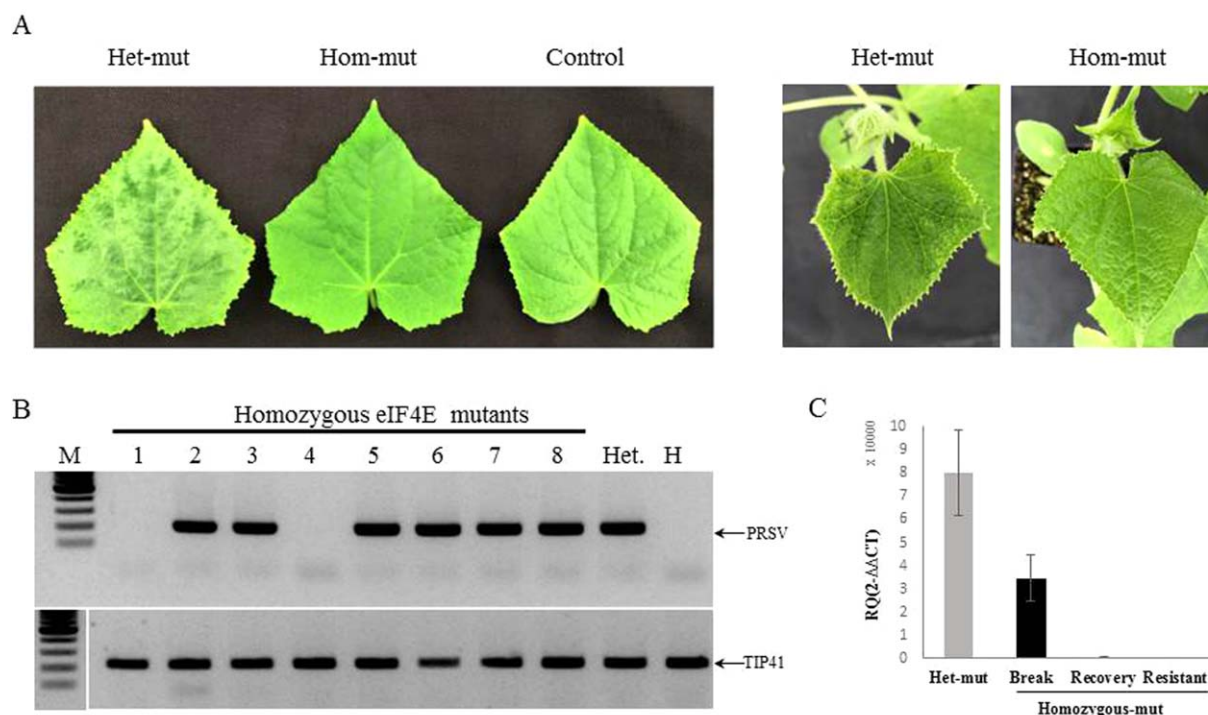 A
Het-mut Hom-mut Control Het-mut Hom-mut
B
Homozygous eIF4E mutants
M 1 2 3 4 5 6 7 8 Het. H
PRSV
TIP41
C
x 10000
RQ(2-ΔΔCT)
10
9
8
7
6
5
4
3
2
1
0
Het-mut Break Recovery Resistant
Homozygous-mut